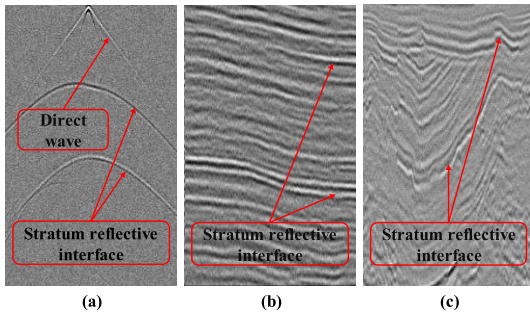 Direct
wave
Stratum reflective
interface
Stratum reflective
interface
Stratum reflective
interface
(a)
(b)
(c)